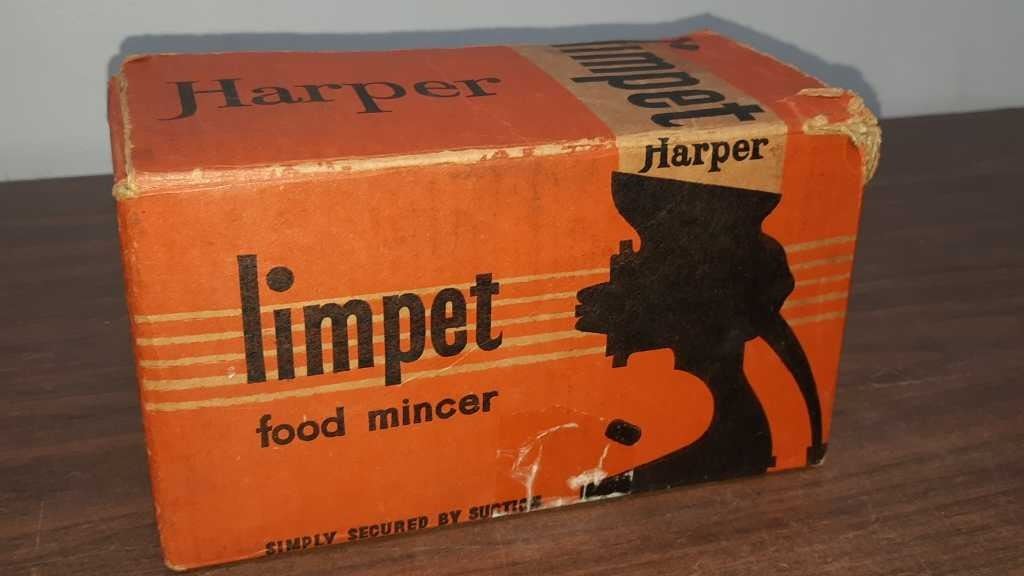 Harper
limpet
Harper
limpet
food mincer
SIMPLY SECURED BY SUCTION